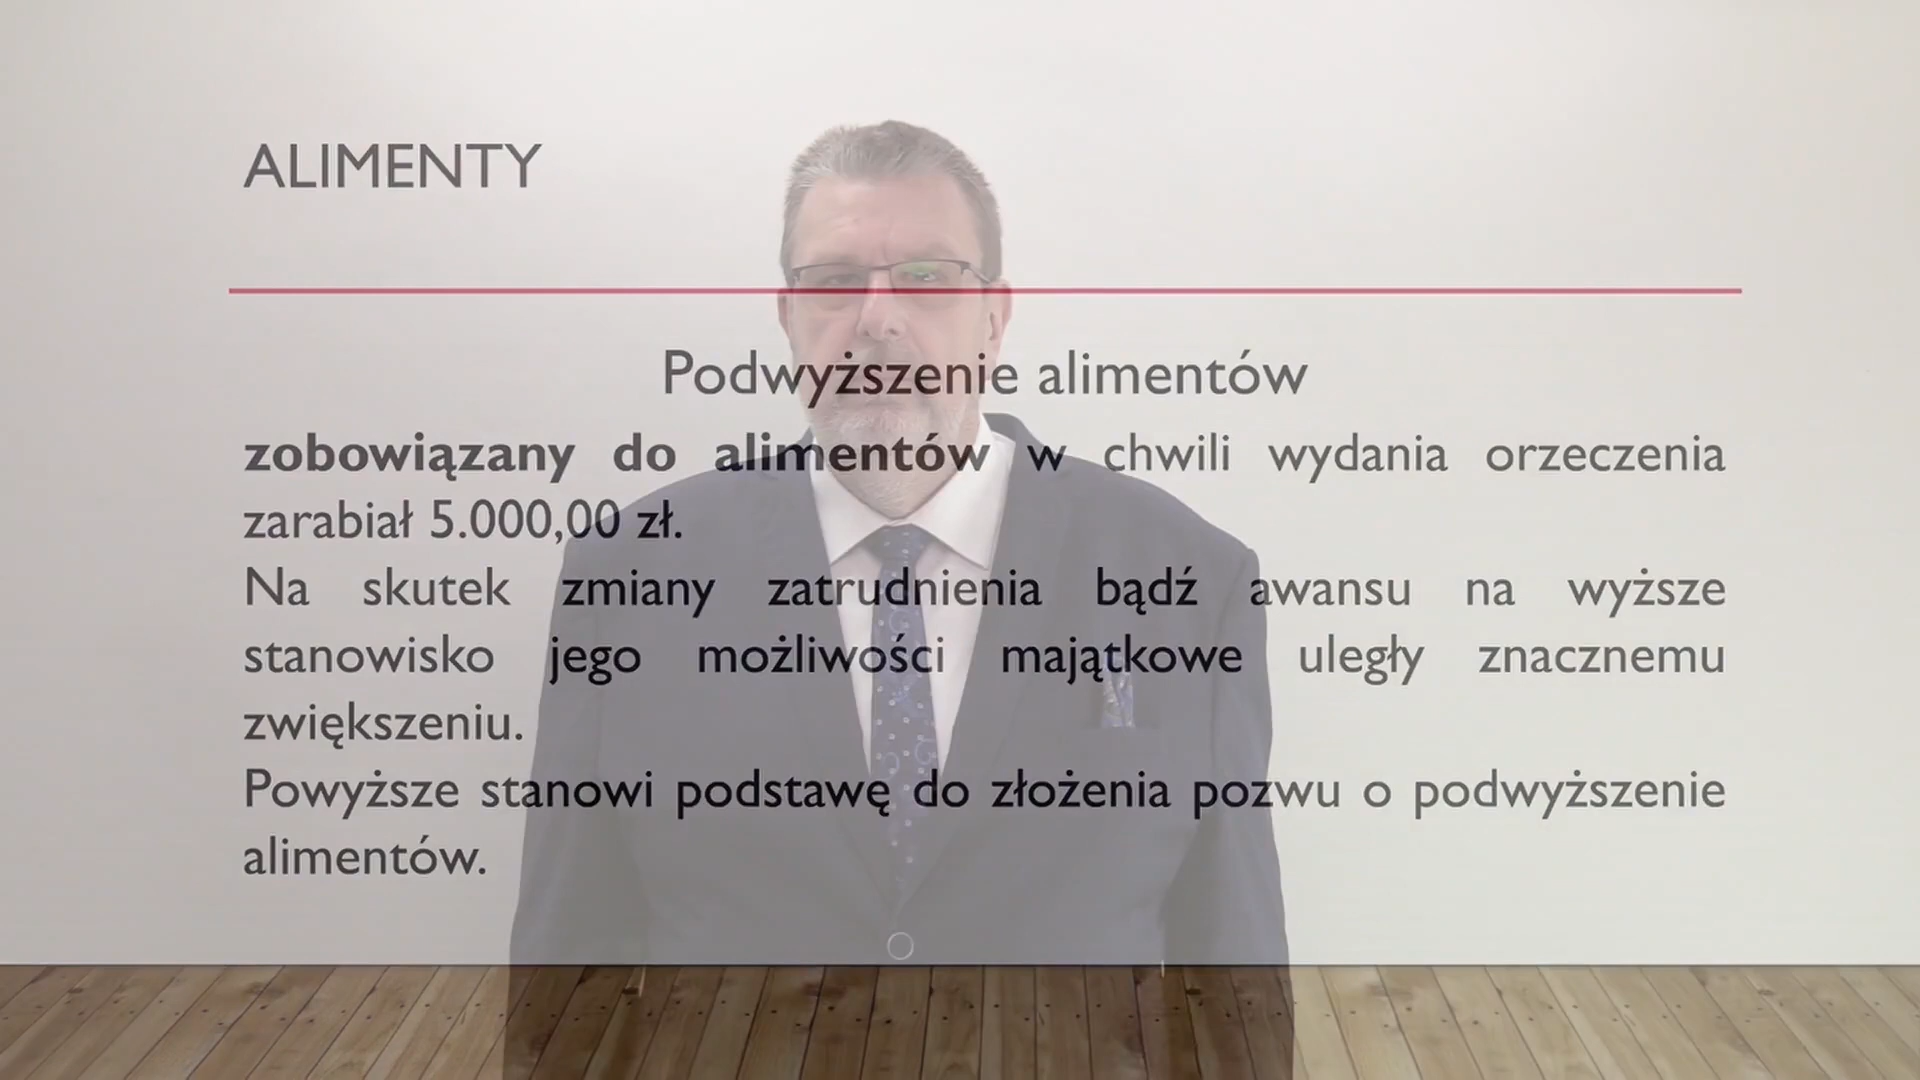 ALIMENTY
Podwyższenie alimentów
zobowiązany do alimentów w chwili wydania orzeczenia
zarabiał 5.000,00 zł.
Na skutek zmiany zatrudnienia bądź awansu na wyższe
stanowisko jego możliwości majątkowe uległy znacznemu
zwiększeniu.
Powyższe stanowi podstawę do złożenia pozwu o podwyższenie
alimentów.